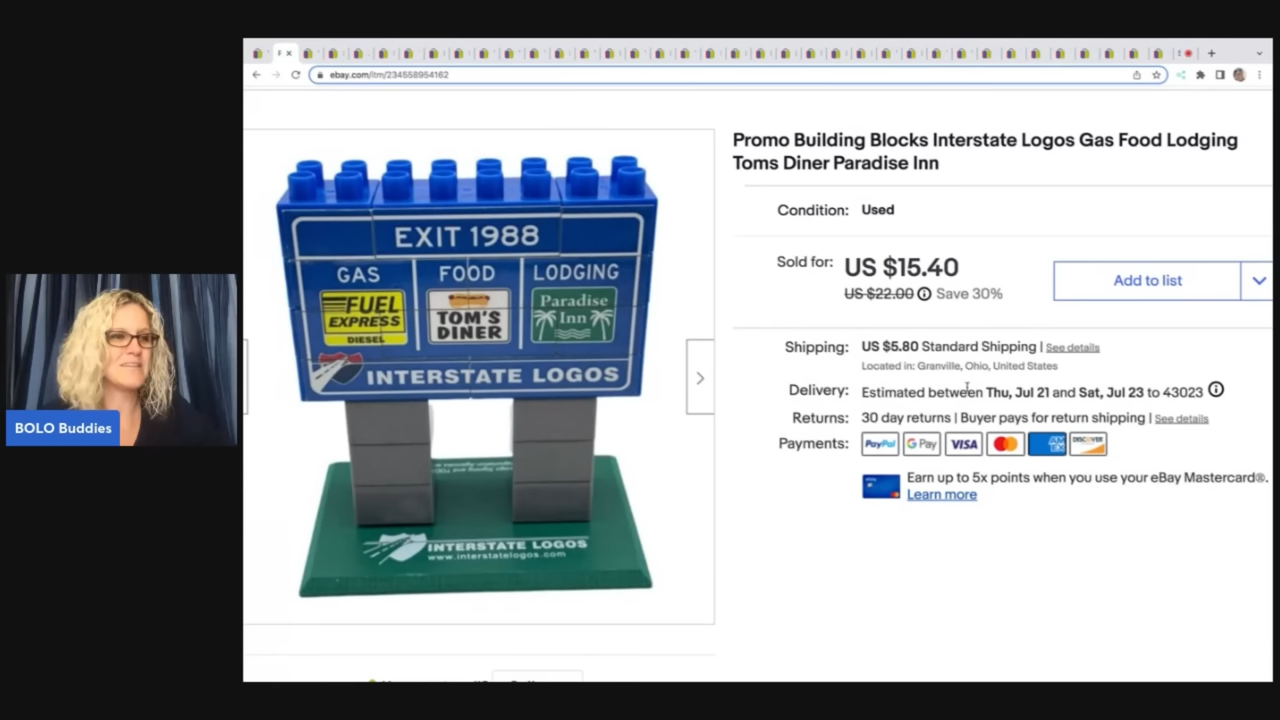 ebay.com/itm/234558954162
Promo Building Blocks Interstate Logos Gas Food Lodging
Toms Diner Paradise Inn
Condition: Used
Sold for: US $15.40
US $22.00 Save 30%
Add to list
Shipping: US $5.80 Standard Shipping | See details
Located in: Granville, Ohio, United States
Delivery: Estimated between Thu, Jul 21 and Sat, Jul 23 to 43023
Returns: 30 day returns | Buyer pays for return shipping | See details
Payments: PayPal G Pay VISA AM EX DISCOVER
Earn up to 5x points when you use your eBay Mastercard®.
Learn more
EXIT 1988
GAS FOOD LODGING
FUEL EXPRESS DIESEL
TOM'S DINER
Paradise Inn
INTERSTATE LOGOS
INTERSTATE LOGOS
www.interstatelogos.com
BOLO Buddies